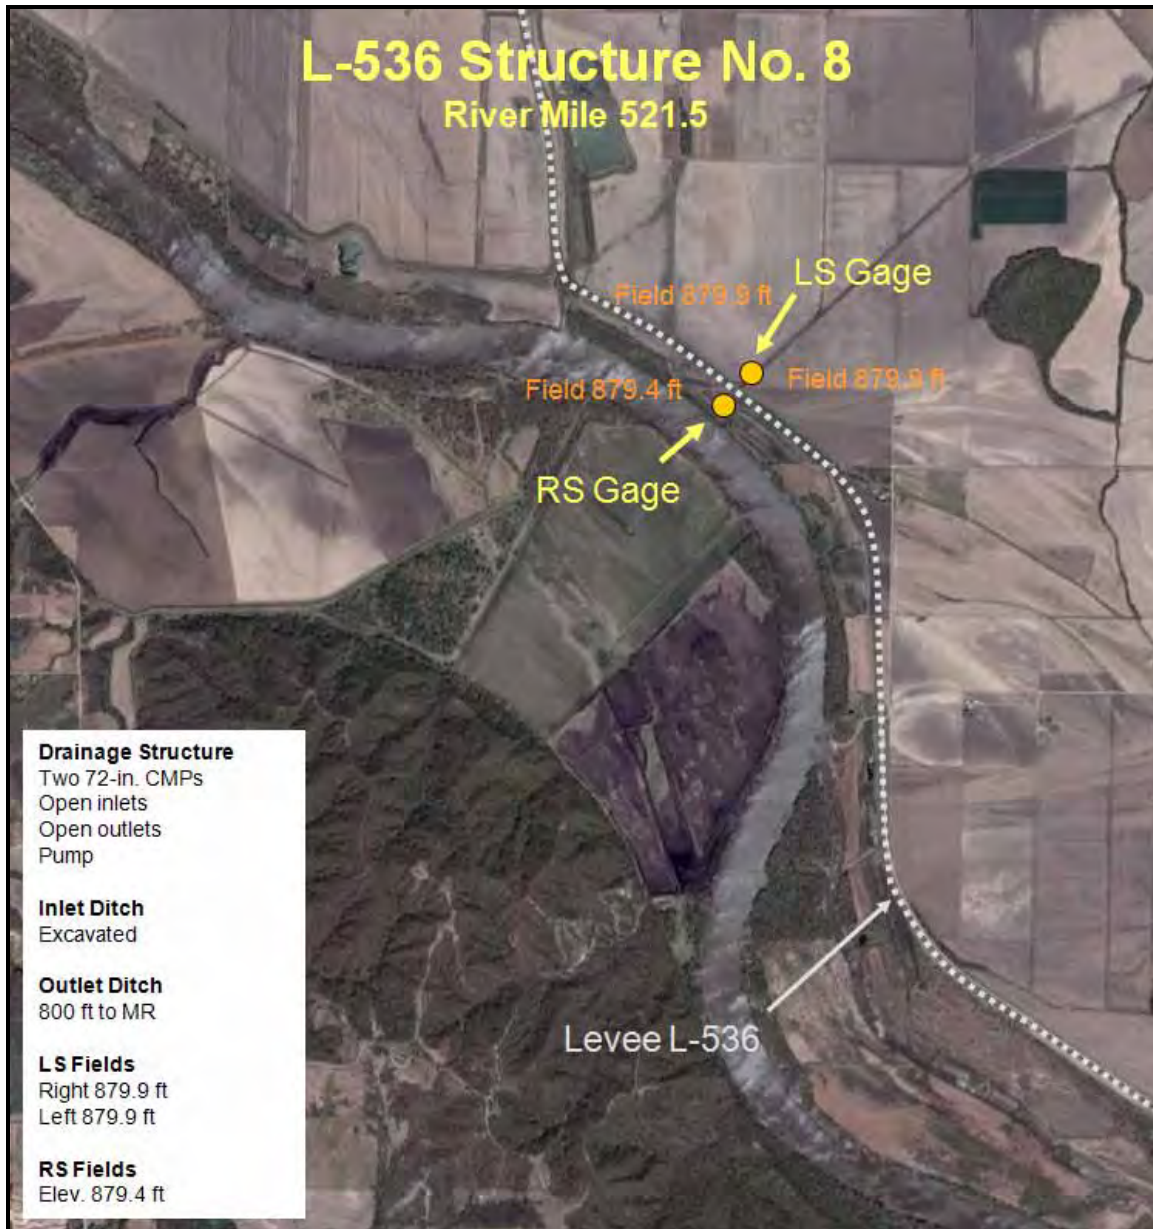 L-536 Structure No. 8
River Mile 521.5
LS Gage
Field 879.9 ft
Field 879.4 ft
Field 879.9 ft
RS Gage
Drainage Structure
Two 72-in. CMPs
Open inlets
Open outlets
Pump
Inlet Ditch
Excavated
Outlet Ditch
800 ft to MR
LS Fields
Right 879.9 ft
Left 879.9 ft
RS Fields
Elev. 879.4 ft
Levee L-536